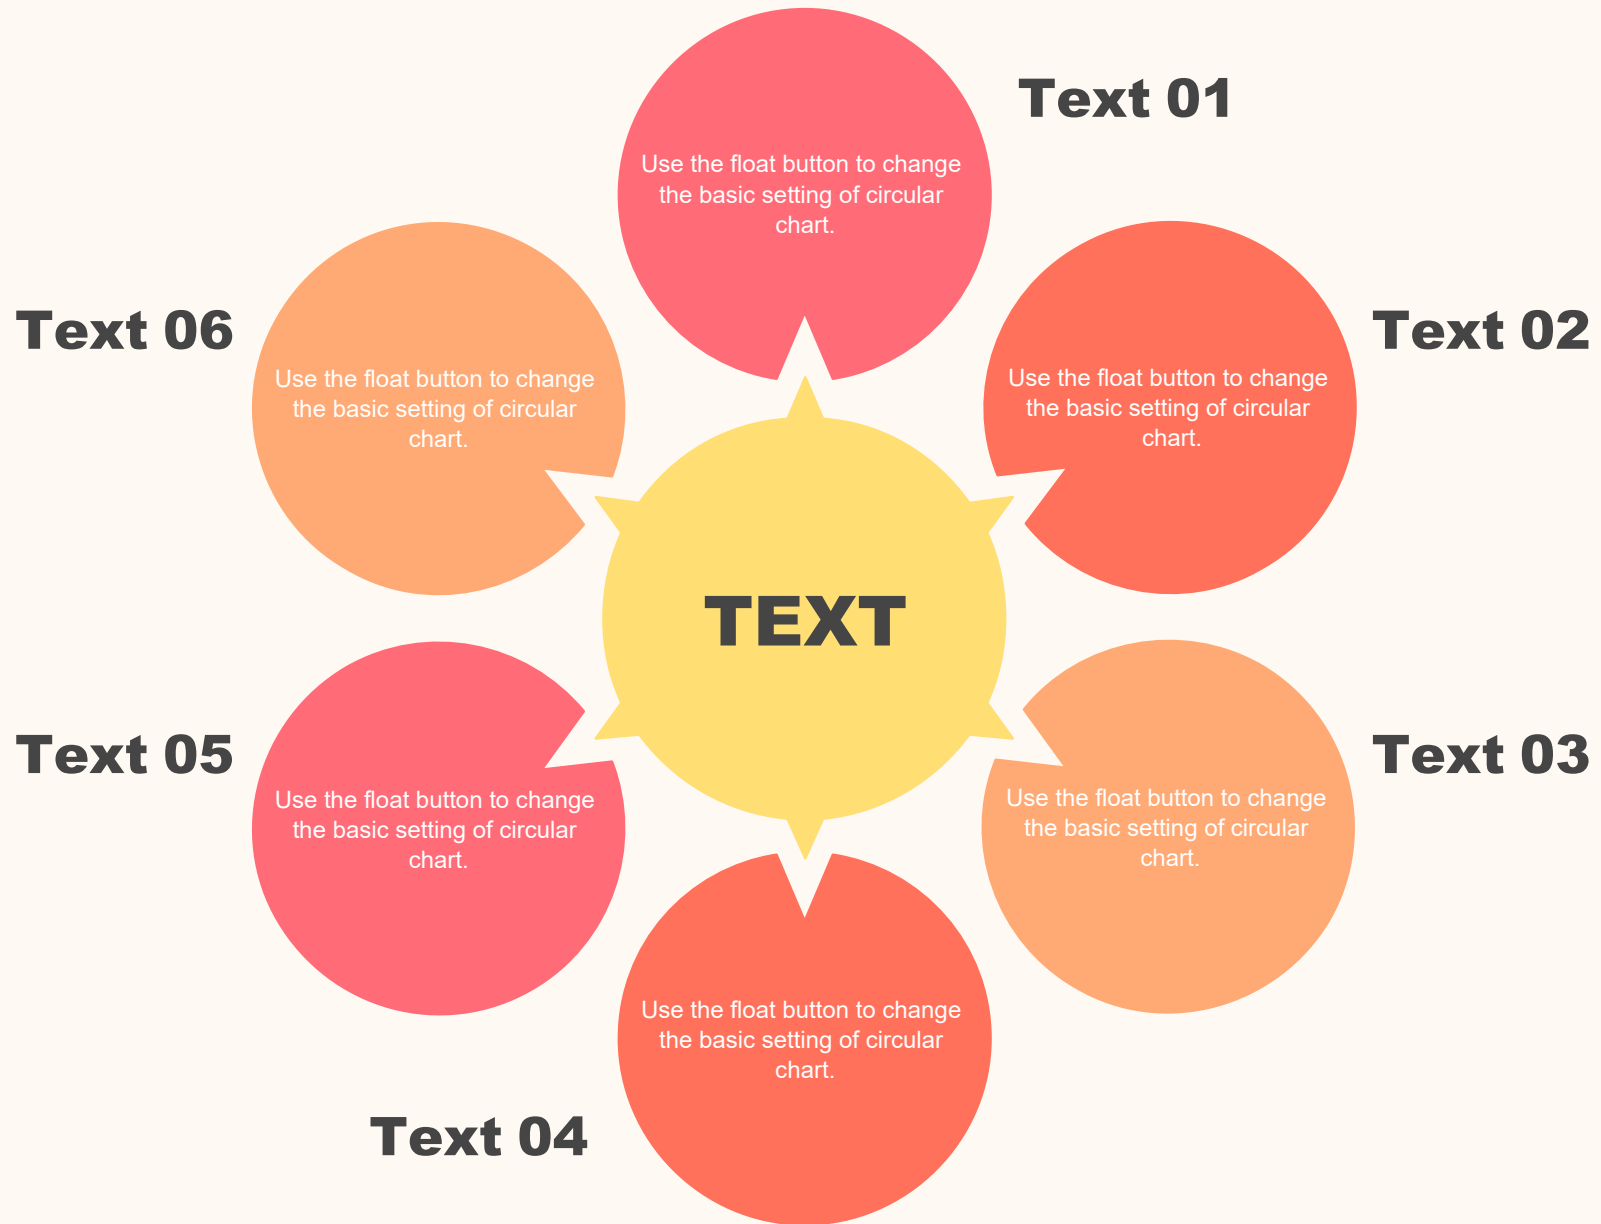 Text 01
Use the float button to change
the basic setting of circular
chart.
Text 02
Use the float button to change
the basic setting of circular
chart.
Text 03
Use the float button to change
the basic setting of circular
chart.
Text 04
Use the float button to change
the basic setting of circular
chart.
Text 05
Use the float button to change
the basic setting of circular
chart.
Text 06
Use the float button to change
the basic setting of circular
chart.
TEXT